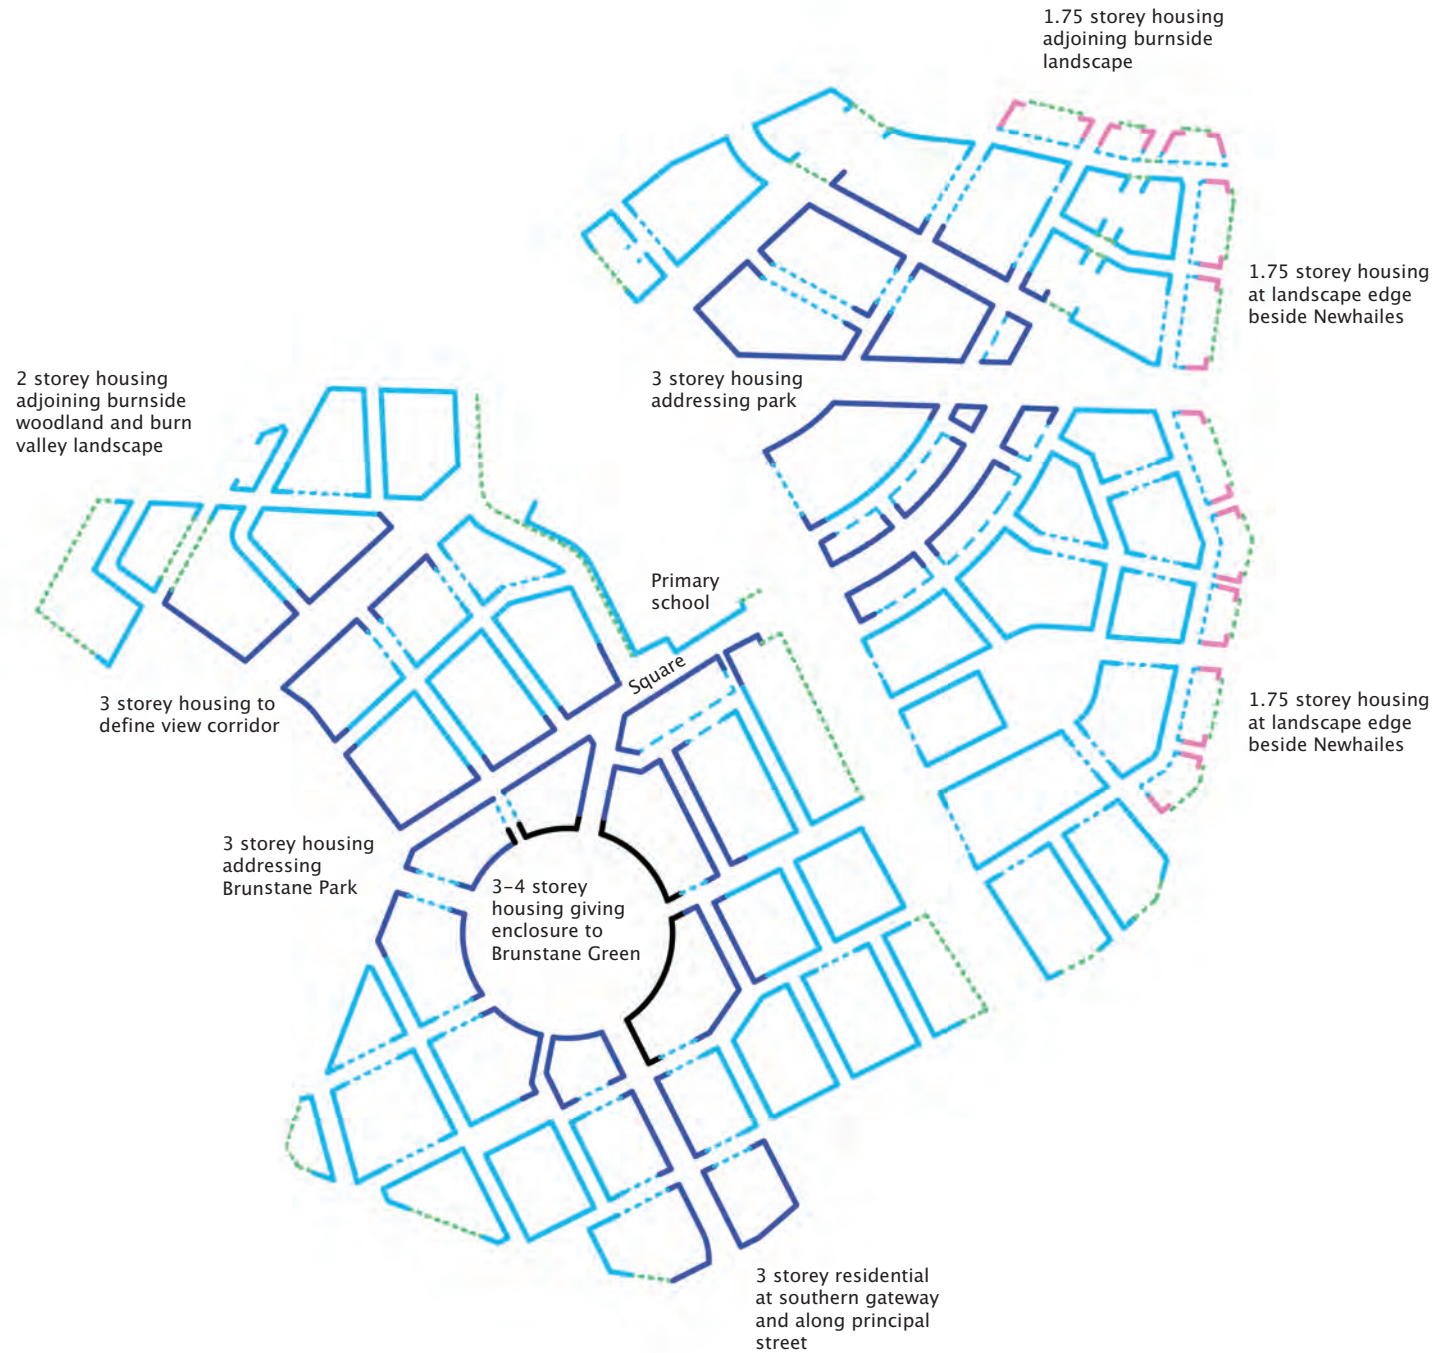 1.75 storey housing
adjoining burnside
landscape
1.75 storey housing
at landscape edge
beside Newhailes
2 storey housing
adjoining burnside
woodland and burn
valley landscape
3 storey housing
addressing park
Primary
school
Square
3 storey housing to
define view corridor
1.75 storey housing
at landscape edge
beside Newhailes
3 storey housing
addressing
Brunstane Park
3–4 storey
housing giving
enclosure to
Brunstane Green
3 storey residential
at southern gateway
and along principal
street